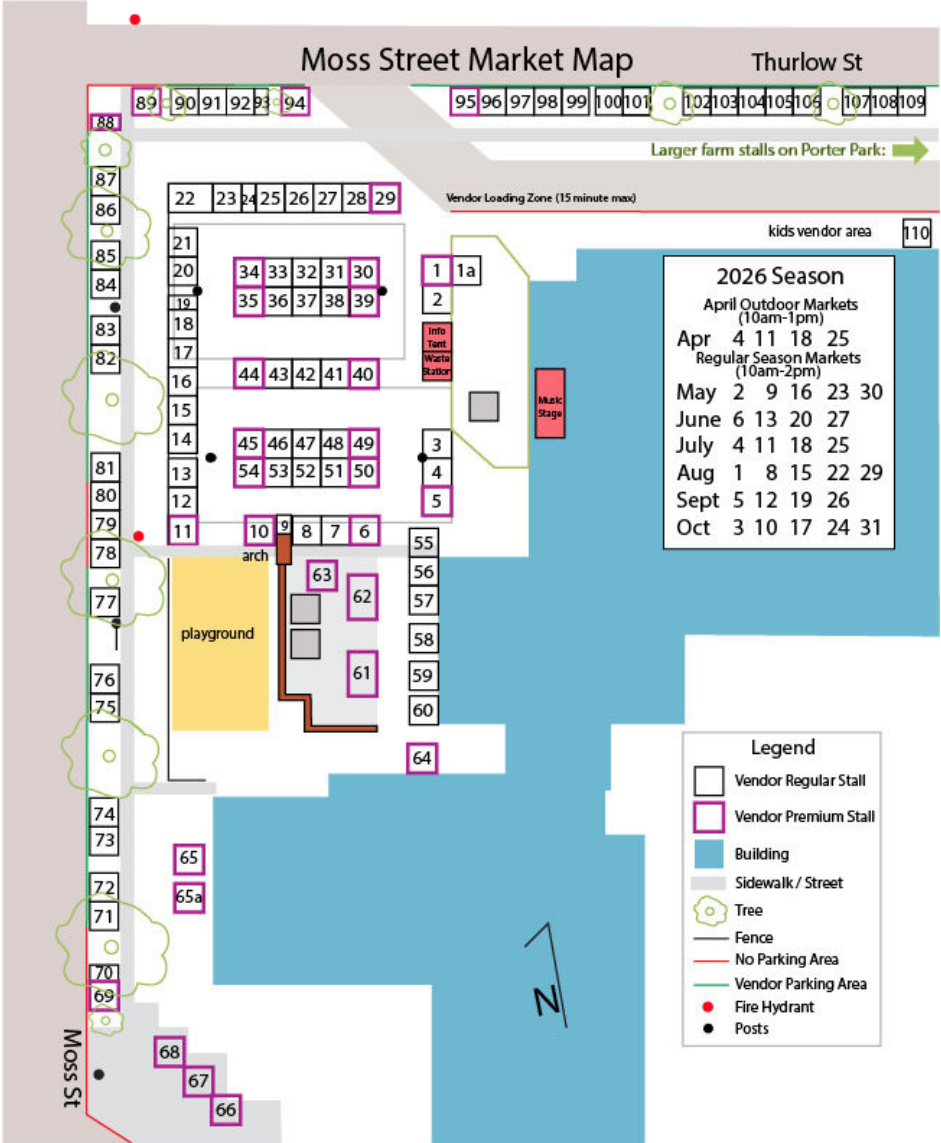 Moss Street Market Map
Thurlow St
89 90 91 92 93 94
95 96 97 98 99 100 101 102 103 104 105 106 107 108 109
88
Larger farm stalls on Porter Park:
87
86
85
84
83
82
81
80
79
78
77
76
75
74
73
72
71
70
69
22 23 24 25 26 27 28 29
Vendor Loading Zone (15 minute max)
kids vendor area
110
21
20
19
18
17
16
15
14
13
12
11
34 33 32 31 30
35 36 37 38 39
44 43 42 41 40
45 46 47 48 49
54 53 52 51 50
10 9 8 7 6
1 1a
2
Info
Tent
Waste
Station
Music
Stage
3
4
5
arch
playground
63
62
61
55
56
57
58
59
60
64
65
65a
68
67
66
Moss St
N
2026 Season
April Outdoor Markets
(10am-1pm)
Apr 4 11 18 25
Regular Season Markets
(10am-2pm)
May 2 9 16 23 30
June 6 13 20 27
July 4 11 18 25
Aug 1 8 15 22 29
Sept 5 12 19 26
Oct 3 10 17 24 31
Legend
Vendor Regular Stall
Vendor Premium Stall
Building
Sidewalk / Street
Tree
Fence
No Parking Area
Vendor Parking Area
Fire Hydrant
Posts